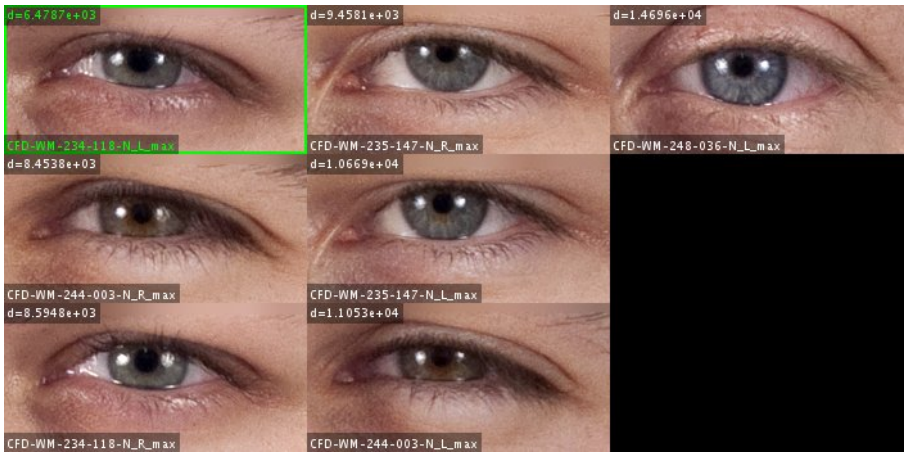 d=6.4787e+03
CFD-WM-234-118-N_L_max
d=8.4538e+03
CFD-WM-244-003-N_R_max
d=8.5948e+03
CFD-WM-234-118-N_R_max
d=9.4581e+03
CFD-WM-235-147-N_R_max
d=1.0669e+04
CFD-WM-235-147-N_L_max
d=1.1053e+04
CFD-WM-244-003-N_L_max
d=1.4696e+04
CFD-WM-248-036-N_L_max